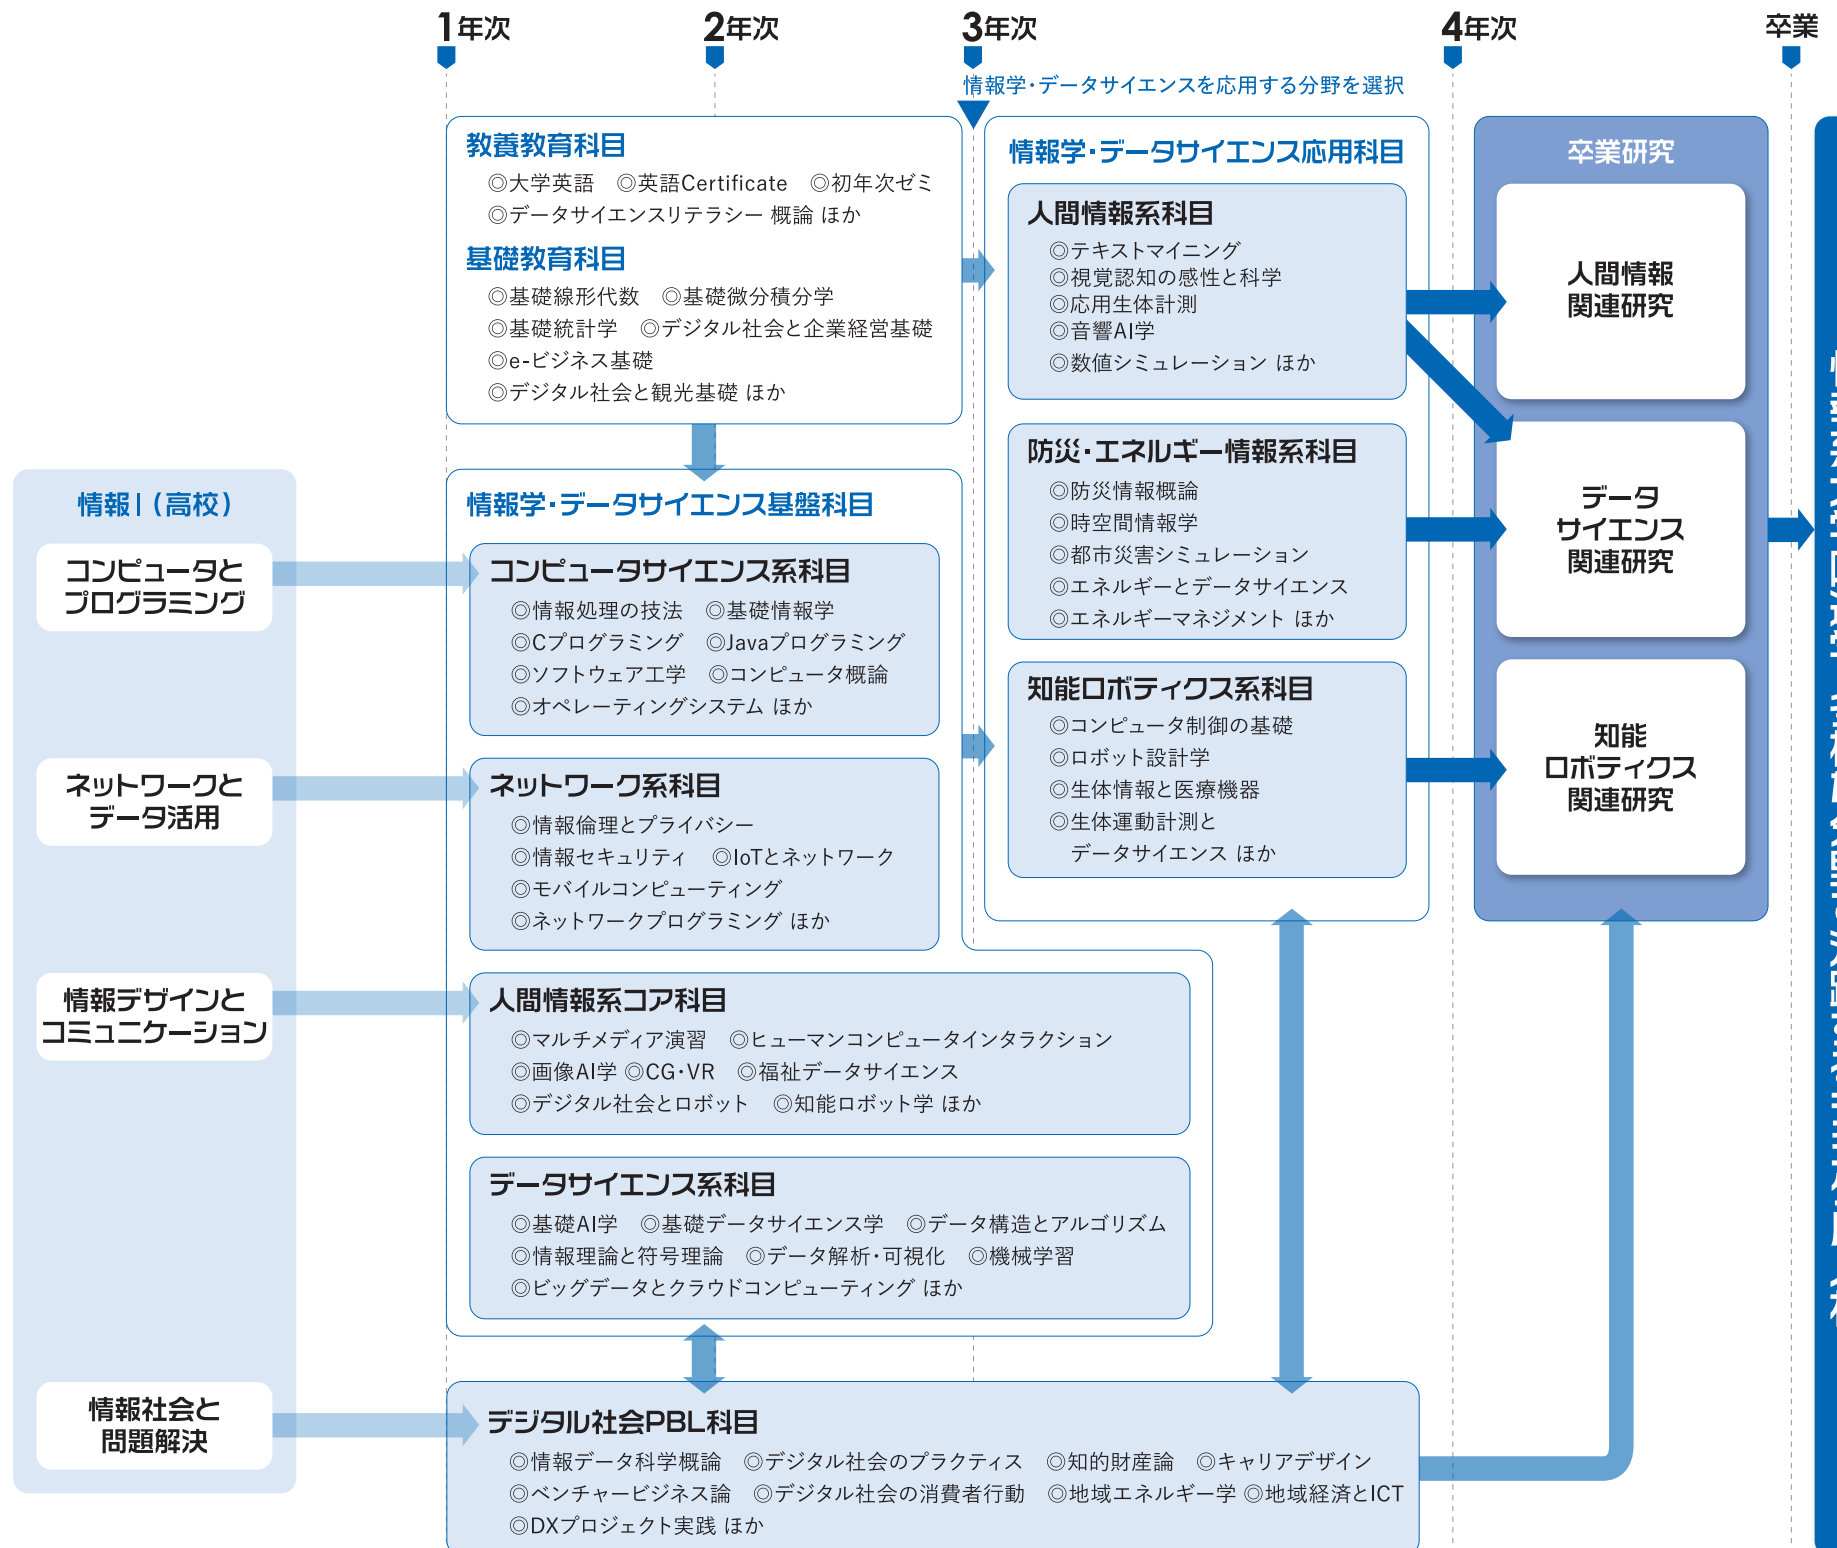 1年次
2年次
3年次
4年次
卒業
情報学・データサイエンスを応用する分野を選択
教養教育科目
◎大学英語　◎英語Certificate　◎初年次ゼミ
◎データサイエンスリテラシー 概論 ほか
基礎教育科目
◎基礎線形代数　◎基礎微分積分学
◎基礎統計学　◎デジタル社会と企業経営基礎
◎e-ビジネス基礎
◎デジタル社会と観光基礎 ほか
情報Ⅰ（高校）
コンピュータと
プログラミング
ネットワークと
データ活用
情報デザインと
コミュニケーション
情報社会と
問題解決
情報学・データサイエンス基盤科目
コンピュータサイエンス系科目
◎情報処理の技法　◎基礎情報学
◎Cプログラミング　◎Javaプログラミング
◎ソフトウェア工学　◎コンピュータ概論
◎オペレーティングシステム ほか
ネットワーク系科目
◎情報倫理とプライバシー
◎情報セキュリティ　◎IoTとネットワーク
◎モバイルコンピューティング
◎ネットワークプログラミング ほか
人間情報系コア科目
◎マルチメディア演習　◎ヒューマンコンピュータインタラクション
◎画像AI学 ◎CG・VR　◎福祉データサイエンス
◎デジタル社会とロボット　◎知能ロボット学 ほか
データサイエンス系科目
◎基礎AI学　◎基礎データサイエンス学　◎データ構造とアルゴリズム
◎情報理論と符号理論　◎データ解析・可視化　◎機械学習
◎ビッグデータとクラウドコンピューティング ほか
デジタル社会PBL科目
◎情報データ科学概論　◎デジタル社会のプラクティス　◎知的財産論　◎キャリアデザイン
◎ベンチャービジネス論　◎デジタル社会の消費者行動　◎地域エネルギー学 ◎地域経済とICT
◎DXプロジェクト実践 ほか
情報学・データサイエンス応用科目
人間情報系科目
◎テキストマイニング
◎視覚認知の感性と科学
◎応用生体計測
◎音響AI学
◎数値シミュレーション ほか
防災・エネルギー情報系科目
◎防災情報概論
◎時空間情報学
◎都市災害シミュレーション
◎エネルギーとデータサイエンス
◎エネルギーマネジメント ほか
知能ロボティクス系科目
◎コンピュータ制御の基礎
◎ロボット設計学
◎生体情報と医療機器
◎生体運動計測と
データサイエンス ほか
卒業研究
人間情報
関連研究
データ
サイエンス
関連研究
知能
ロボティクス
関連研究